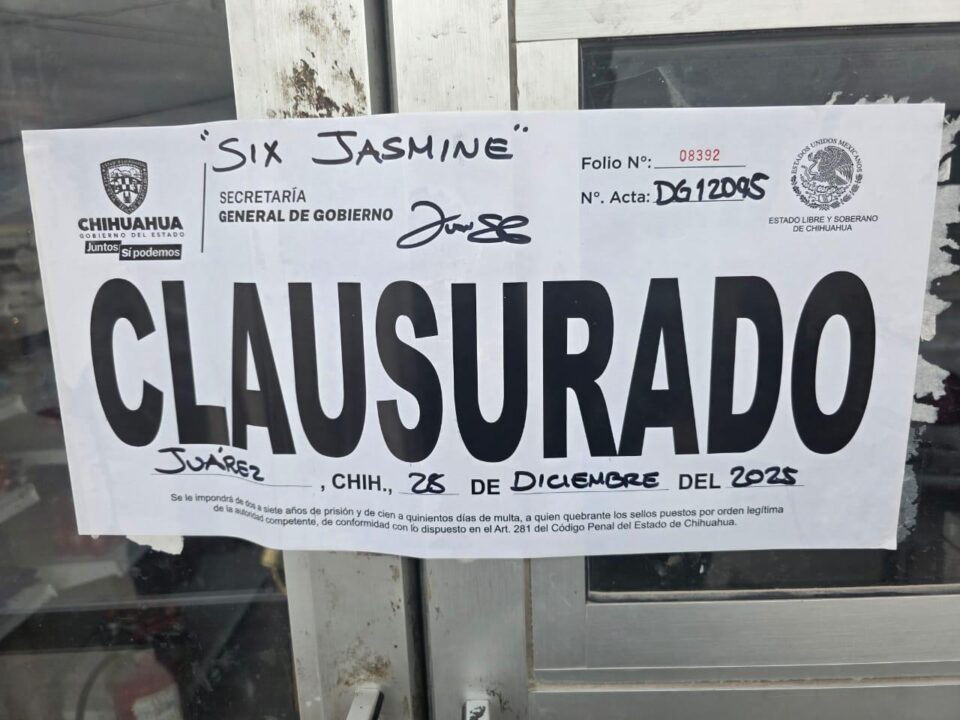 "SIX JASMINE"
CHIHUAHUA
GOBIERNO DEL ESTADO
Juntos Sí podemos
SECRETARÍA
GENERAL DE GOBIERNO
Folio Nº: 08392
Nº. Acta: DG12095
ESTADOS UNIDOS MEXICANOS
ESTADO LIBRE Y SOBERANO
DE CHIHUAHUA
CLAUSURADO
JUÁREZ, CHIH., 28 DE DICIEMBRE DEL 2025
Se le impondrá de dos a siete años de prisión y de cien a quinientos días de multa, a quien quebrante los sellos puestos por orden legítima
de la autoridad competente, de conformidad con lo dispuesto en el Art. 281 del Código Penal del Estado de Chihuahua.